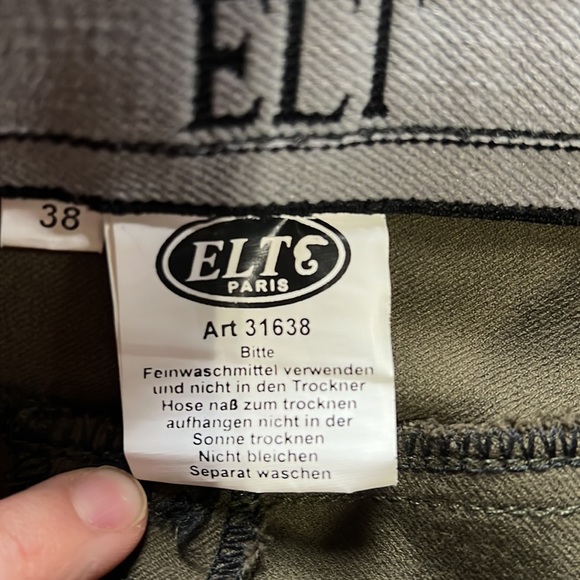 ELT
38
ELT
PARIS
Art 31638
Bitte
Feinwaschmittel verwenden
und nicht in den Trockner
Hose naß zum trocknen
aufhangen nicht in der
Sonne trocknen
Nicht bleichen
Separat waschen